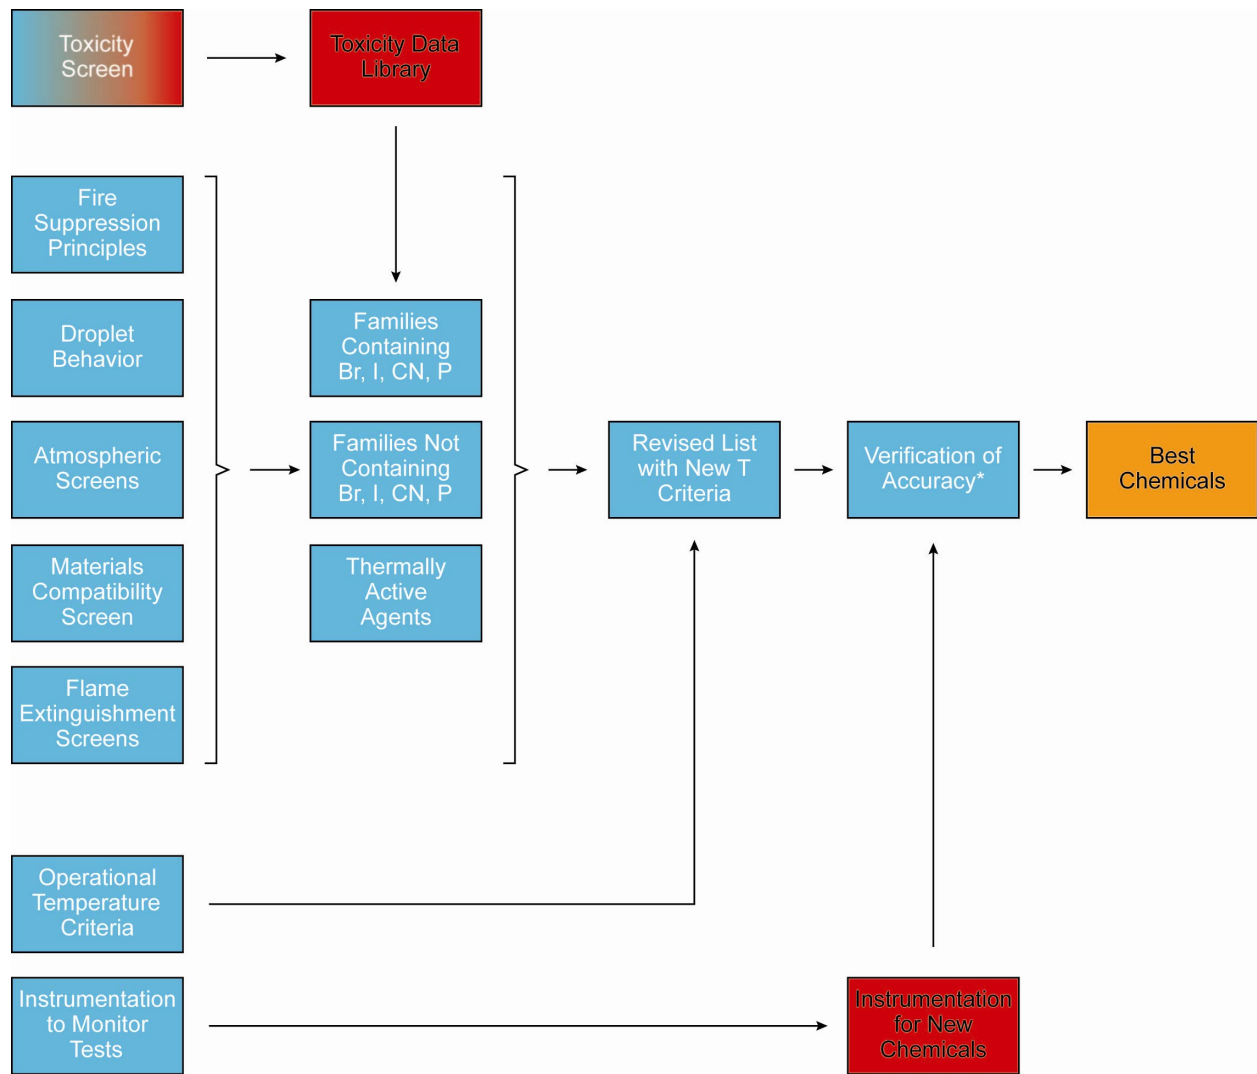 Toxicity
Screen
Toxicity Data
Library
Fire
Suppression
Principles
Droplet
Behavior
Families
Containing
Br, I, CN, P
Atmospheric
Screens
Families Not
Containing
Br, I, CN, P
Revised List
with New T
Criteria
Verification of
Accuracy*
Best
Chemicals
Materials
Compatibility
Screen
Thermally
Active
Agents
Flame
Extinguishment
Screens
Operational
Temperature
Criteria
Instrumentation
to Monitor
Tests
Instrumentation
for New
Chemicals